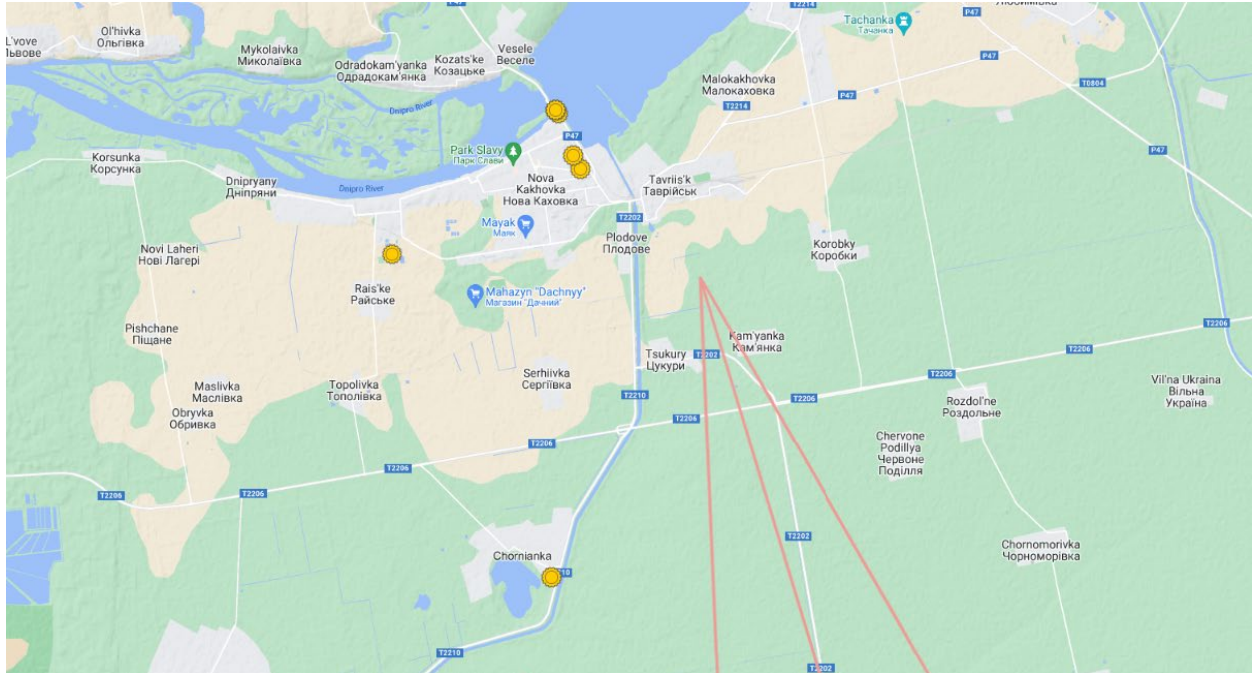 T2214
Ol'hivka
Ольгівка
L'vove
Mykolaivka
Миколаївка
Vesele
Веселе
Kozats'ke
Козацьке
Odradokam'yanka
Одрадокам'янка
Tachanka
Тачанка
P47
P47
T0804
Malokakhovka
Малокаховка
T2214
P47
Dnipro River
P47
Korsunka
Корсунка
Park Slavy
Парк Слави
P47
Dnipryany
Дніпряни
Dnipro River
Nova
Kakhovka
Нова Каховка
Tavriis'k
Таврійськ
T2202
Mayak
Маяк
Plodove
Плодове
Korobky
Коробки
Novi Laheri
Нові Лагері
Rais'ke
Райське
Mahazyn "Dachnyy"
Магазин "Дачний"
Pishchane
Піщане
T2206
Kam'yanka
Кам'янка
T2206
Tsukury
Цукури
T2202
Serhiivka
Сергіївка
T2206
Maslivka
Маслівка
Topolivka
Тополівка
T2210
Vil'na Ukraina
Вільна
Україна
T2206
Rozdol'ne
Роздольне
Obryvka
Обривка
T2206
T2206
Chervone
Podillya
Червоне
Поділля
T2206
T2206
T2206
T2202
Chornomorivka
Чорноморівка
Chornianka
10
T2210
T2202